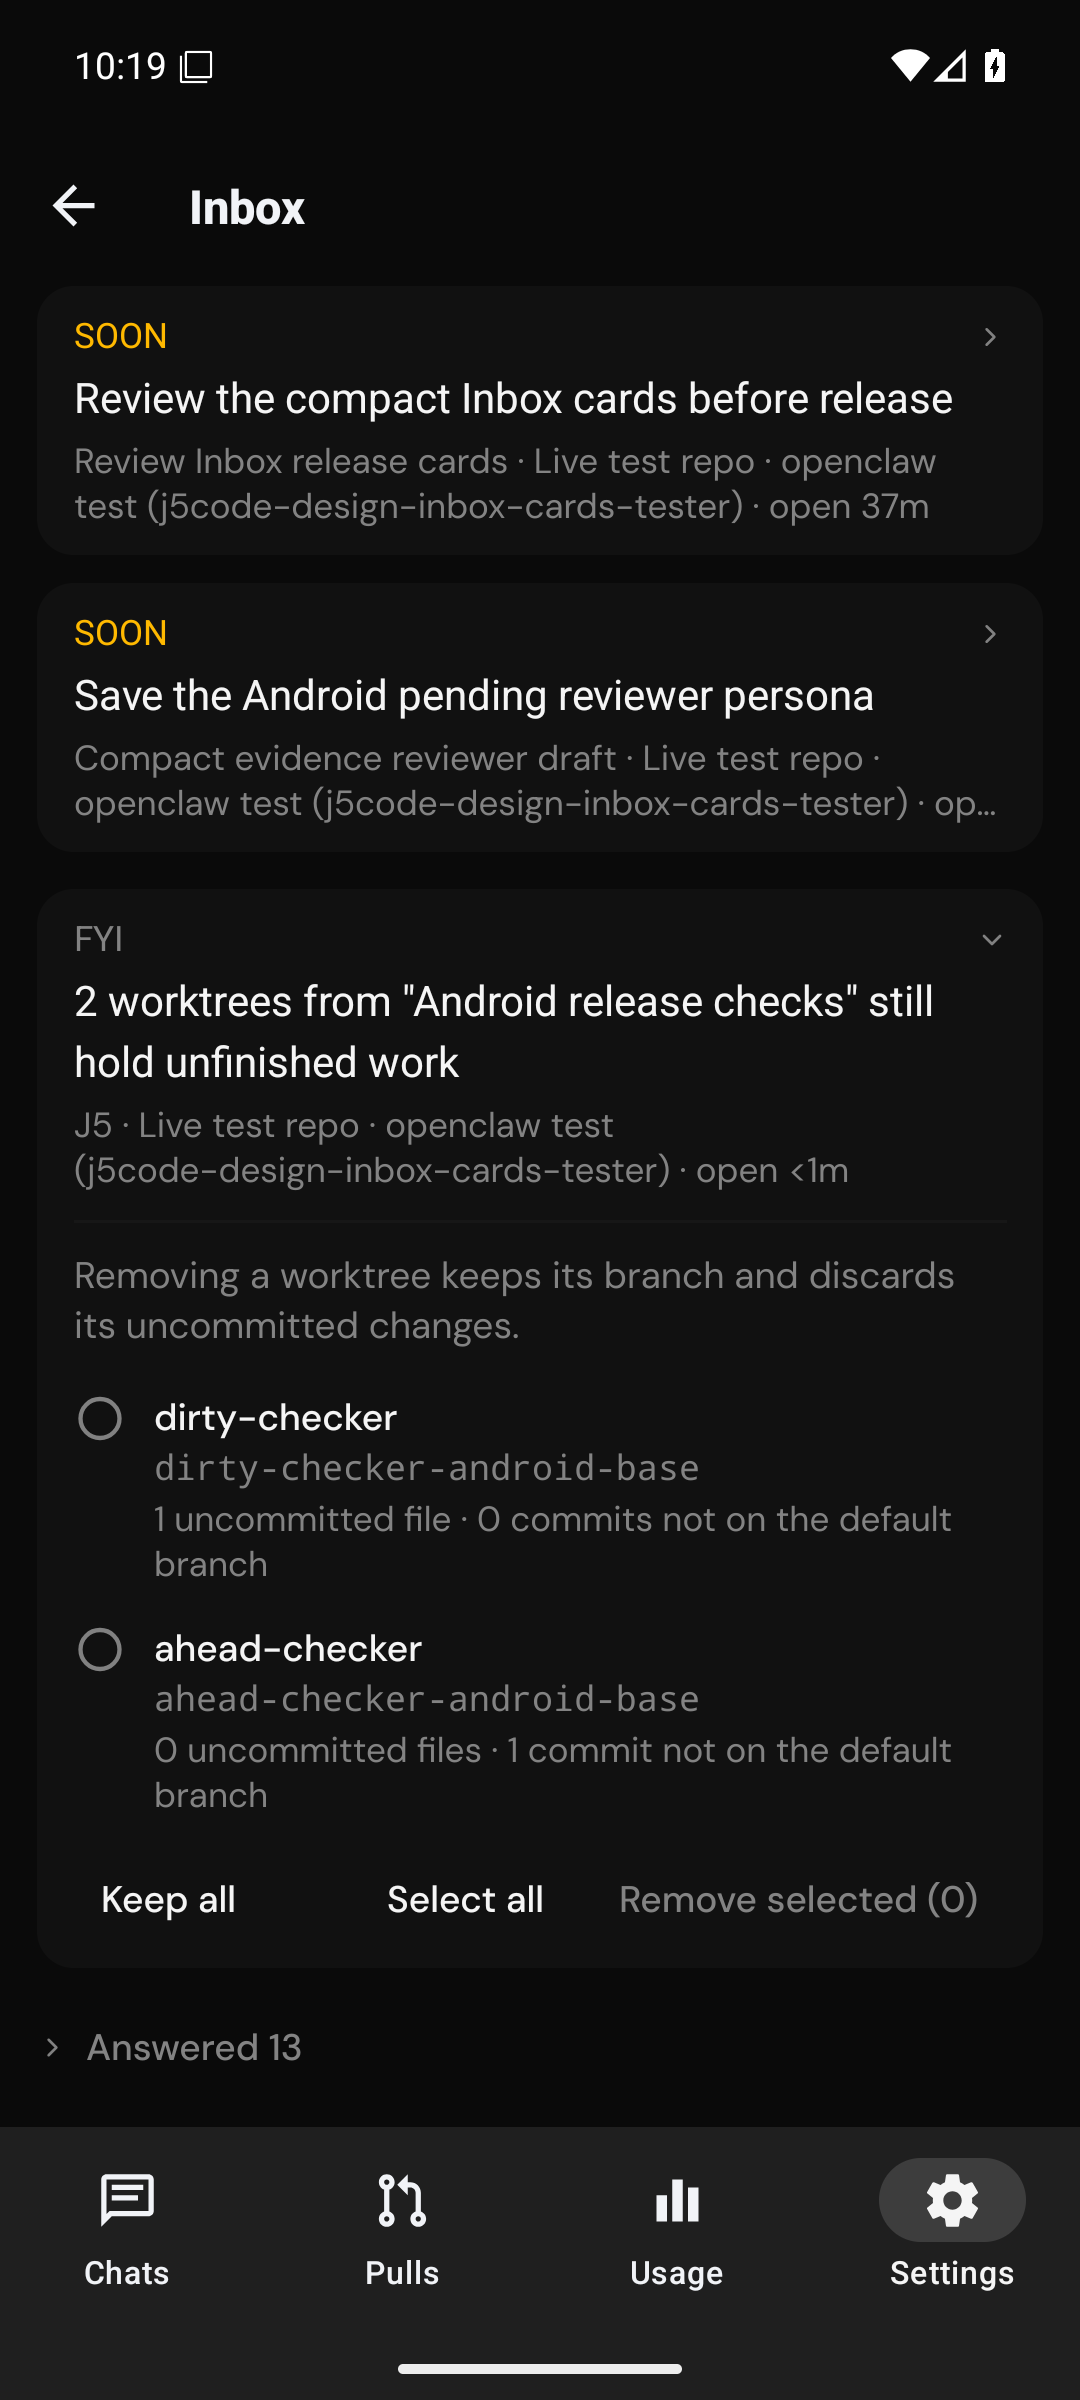 10:19
Inbox
SOON
Review the compact Inbox cards before release
Review Inbox release cards · Live test repo · openclaw
test (j5code-design-inbox-cards-tester) · open 37m
SOON
Save the Android pending reviewer persona
Compact evidence reviewer draft · Live test repo ·
openclaw test (j5code-design-inbox-cards-tester) · op…
FYI
2 worktrees from "Android release checks" still
hold unfinished work
J5 · Live test repo · openclaw test
(j5code-design-inbox-cards-tester) · open <1m
Removing a worktree keeps its branch and discards
its uncommitted changes.
dirty-checker
dirty-checker-android-base
1 uncommitted file · 0 commits not on the default
branch
ahead-checker
ahead-checker-android-base
0 uncommitted files · 1 commit not on the default
branch
Keep all Select all Remove selected (0)
Answered 13
Chats Pulls Usage Settings